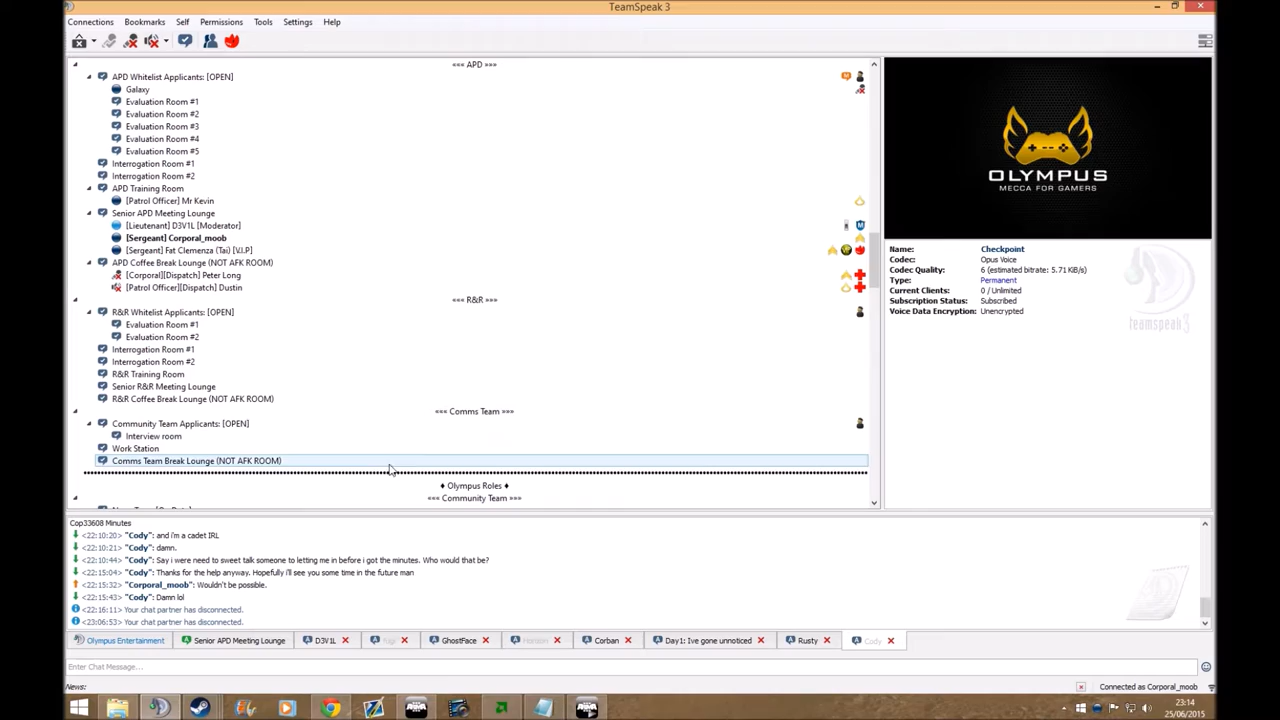 TeamSpeak 3
Connections Bookmarks Self Permissions Tools Settings Help
««« APD »»»
APD Whitelist Applicants: [OPEN]
Galaxy
Evaluation Room #1
Evaluation Room #2
Evaluation Room #3
Evaluation Room #4
Evaluation Room #5
Interrogation Room #1
Interrogation Room #2
APD Training Room
[Patrol Officer] Mr Kevin
Senior APD Meeting Lounge
[Lieutenant] D3V1L [Moderator]
[Sergeant] Corporal_moob
[Sergeant] Fat Clemenza (Tai) [V.I.P]
APD Coffee Break Lounge (NOT AFK ROOM)
[Corporal][Dispatch] Peter Long
[Patrol Officer][Dispatch] Dustin
««« R&R »»»
R&R Whitelist Applicants: [OPEN]
Evaluation Room #1
Evaluation Room #2
Interrogation Room #1
Interrogation Room #2
R&R Training Room
Senior R&R Meeting Lounge
R&R Coffee Break Lounge (NOT AFK ROOM)
««« Comms Team »»»
Community Team Applicants: [OPEN]
Interview room
Work Station
Comms Team Break Lounge (NOT AFK ROOM)
♦ Olympus Roles ♦
««« Community Team »»»
OLYMPUS
MECCA FOR GAMERS
Name: Checkpoint
Codec: Opus Voice
Codec Quality: 6 (estimated bitrate: 5.71 KiB/s)
Type: Permanent
Current Clients: 0 / Unlimited
Subscription Status: Subscribed
Voice Data Encryption: Unencrypted
teamspeak3
Cop33608 Minutes
<22:10:20> "Cody": and i'm a cadet IRL
<22:10:21> "Cody": damn.
<22:10:44> "Cody": Say i were need to sweet talk someone to letting me in before i got the minutes. Who would that be?
<22:15:04> "Cody": Thanks for the help anyway. Hopefully i'll see you some time in the future man
<22:15:32> "Corporal_moob": Wouldn't be possible.
<22:15:43> "Cody": Damn lol
<22:16:11> Your chat partner has disconnected.
<23:06:53> Your chat partner has disconnected.
Olympus Entertainment Senior APD Meeting Lounge D3V1L GhostFace Corban Day1: Ive gone unnoticed Rusty Cody
Enter Chat Message...
News: Connected as Corporal_moob
23:14
25/06/2015